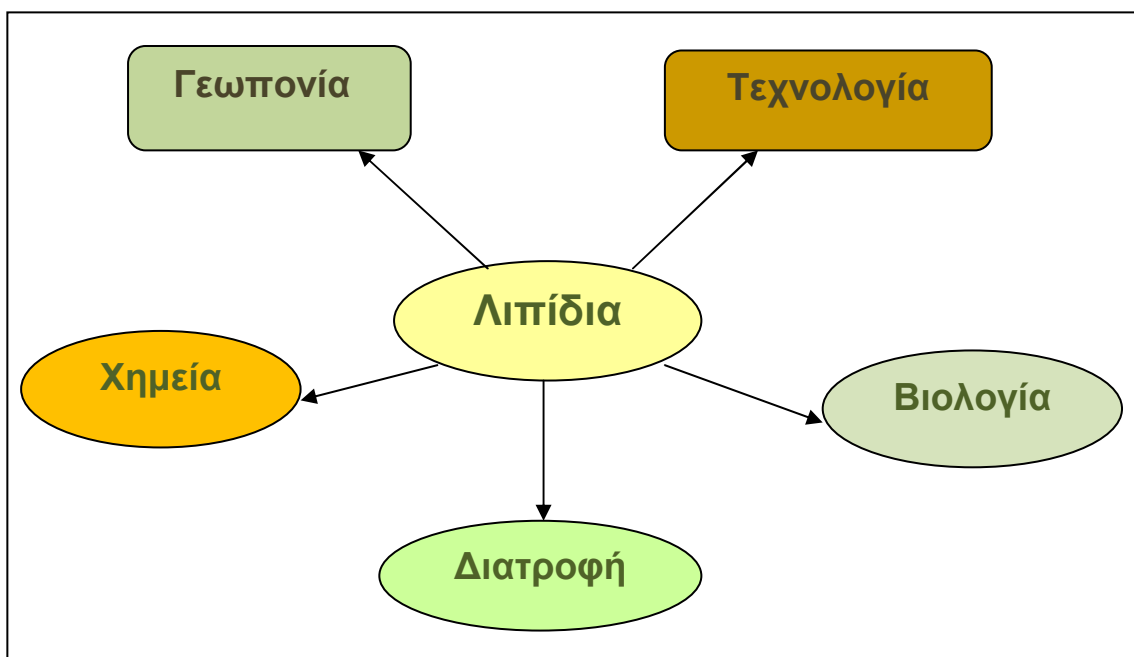 Γεωπονία
Τεχνολογία
Λιπίδια
Χημεία
Βιολογία
Διατροφή